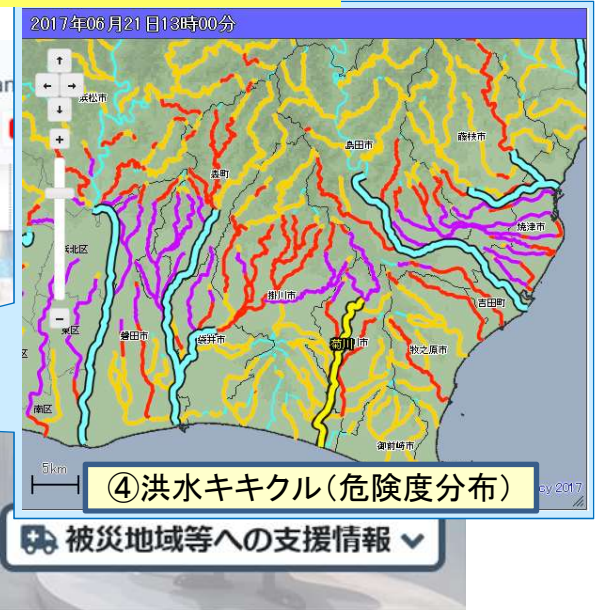 2017年06月21日13時00分
an
浜松市
島田市
藤枝市
森町
焼津市
浜北区
掛川市
吉田町
東区
磐田市
袋井市
菊川市
牧之原市
南区
御前崎市
5km
④洪水キキクル(危険度分布)
cy 2017
被災地域等への支援情報